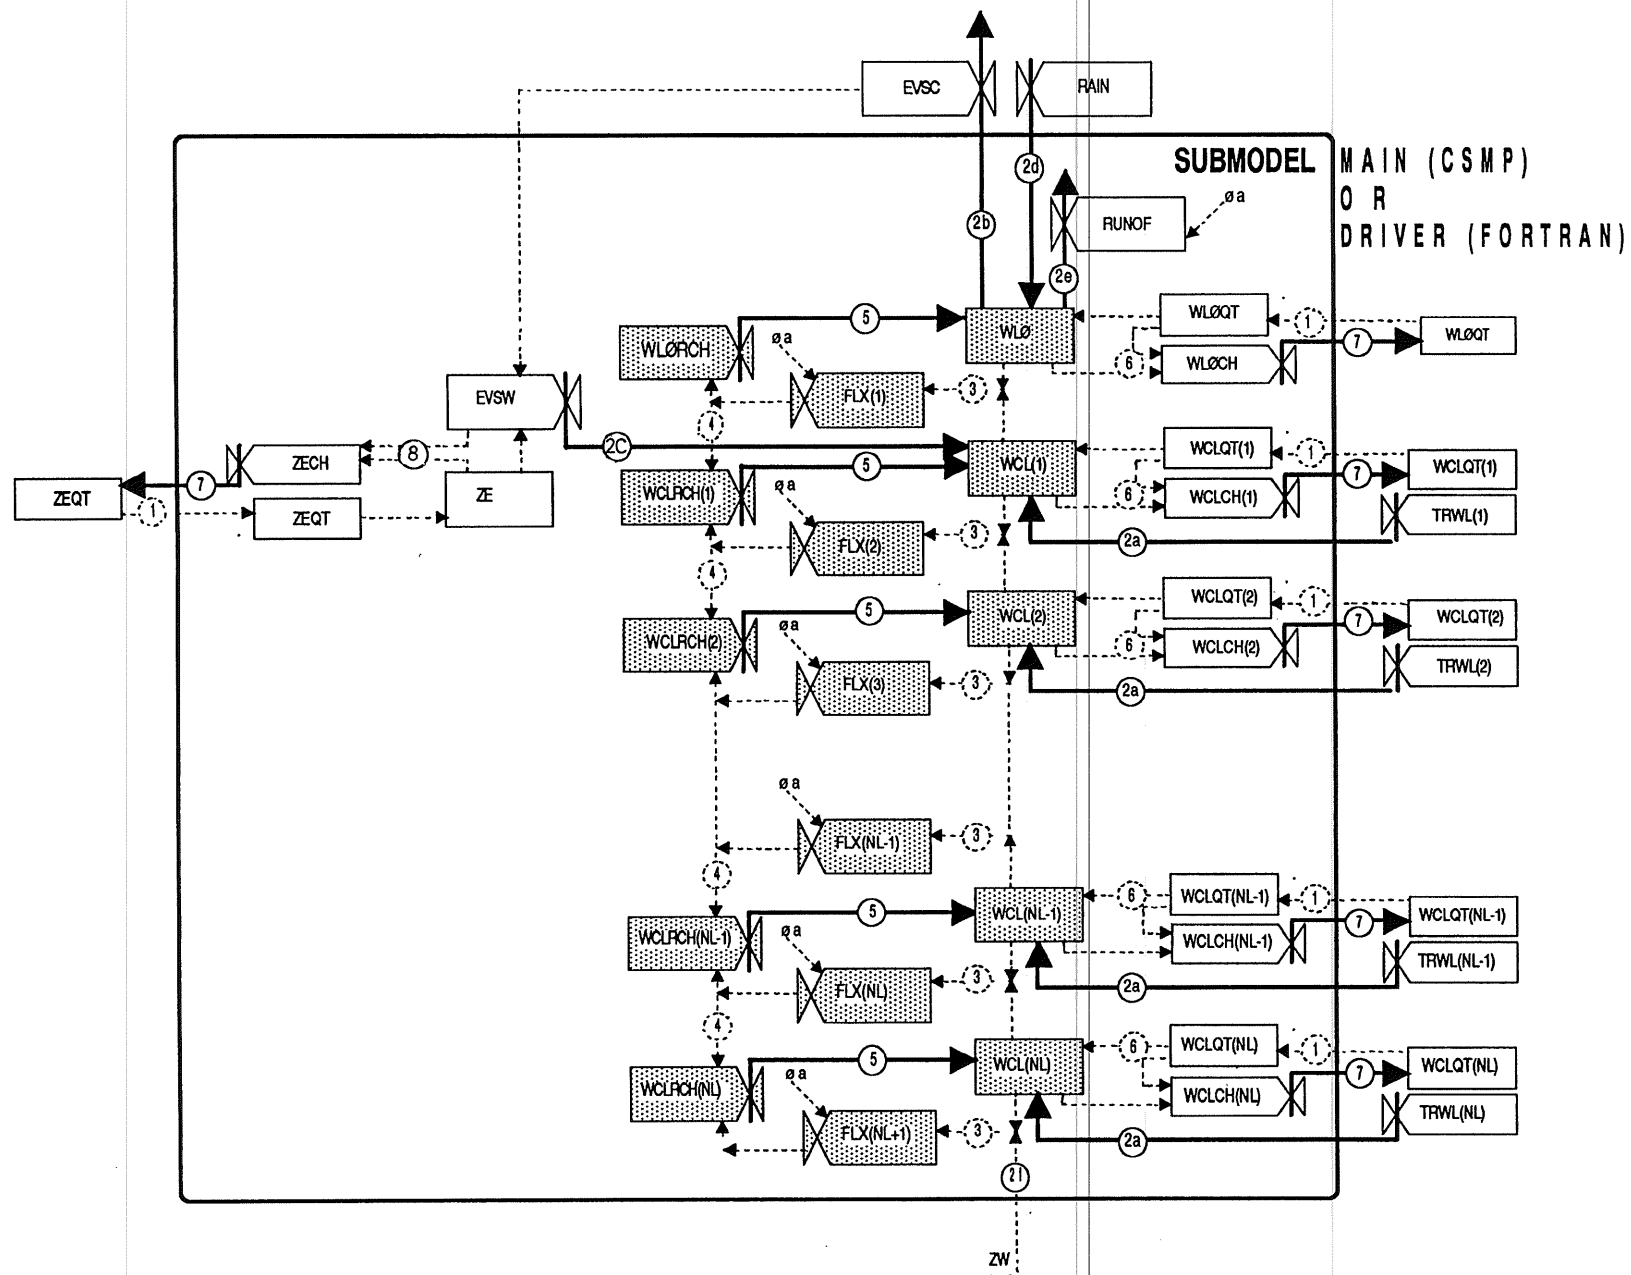 EVSC
RAIN
2d
SUBMODEL
MAIN (CSMP)
OR
DRIVER (FORTRAN)
2b
RUNOF
øa
2e
WLØRCH
5
WLØ
WLØQT
1
WLØQT
6
WLØCH
7
øa
FLX(1)
3
4
EVSW
2C
WCL(1)
WCLQT(1)
1
WCLQT(1)
8
ZECH
ZE
ZEQT
7
1
ZEQT
WCLRCH(1)
5
6
WCLCH(1)
7
TRWL(1)
øa
FLX(2)
3
2a
4
WCLRCH(2)
5
WCL(2)
WCLQT(2)
1
WCLQT(2)
6
WCLCH(2)
7
TRWL(2)
øa
FLX(3)
3
2a
øa
FLX(NL-1)
3
4
WCLRCH(NL-1)
5
WCL(NL-1)
6
WCLQT(NL-1)
1
WCLQT(NL-1)
WCLCH(NL-1)
7
TRWL(NL-1)
øa
FLX(NL)
3
2a
4
WCLRCH(NL)
5
WCL(NL)
6
WCLQT(NL)
1
WCLQT(NL)
WCLCH(NL)
7
TRWL(NL)
øa
FLX(NL+1)
3
2a
ZW